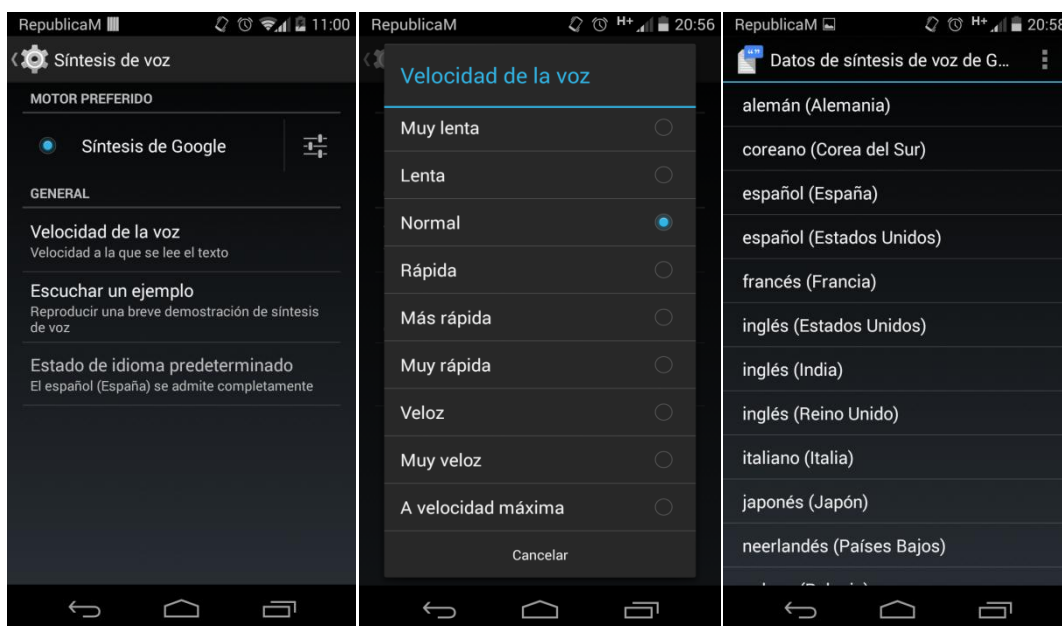 RepublicaM 11:00
Síntesis de voz
MOTOR PREFERIDO
Síntesis de Google
GENERAL
Velocidad de la voz
Velocidad a la que se lee el texto
Escuchar un ejemplo
Reproducir una breve demostración de síntesis
de voz
Estado de idioma predeterminado
El español (España) se admite completamente
RepublicaM H+ 20:56
Velocidad de la voz
Muy lenta
Lenta
Normal
Rápida
Más rápida
Muy rápida
Veloz
Muy veloz
A velocidad máxima
Cancelar
RepublicaM H+ 20:58
Datos de síntesis de voz de G...
alemán (Alemania)
coreano (Corea del Sur)
español (España)
español (Estados Unidos)
francés (Francia)
inglés (Estados Unidos)
inglés (India)
inglés (Reino Unido)
italiano (Italia)
japonés (Japón)
neerlandés (Países Bajos)